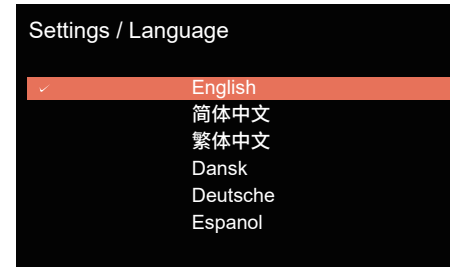 Settings / Language
✓ English
简体中文
繁体中文
Dansk
Deutsche
Espanol